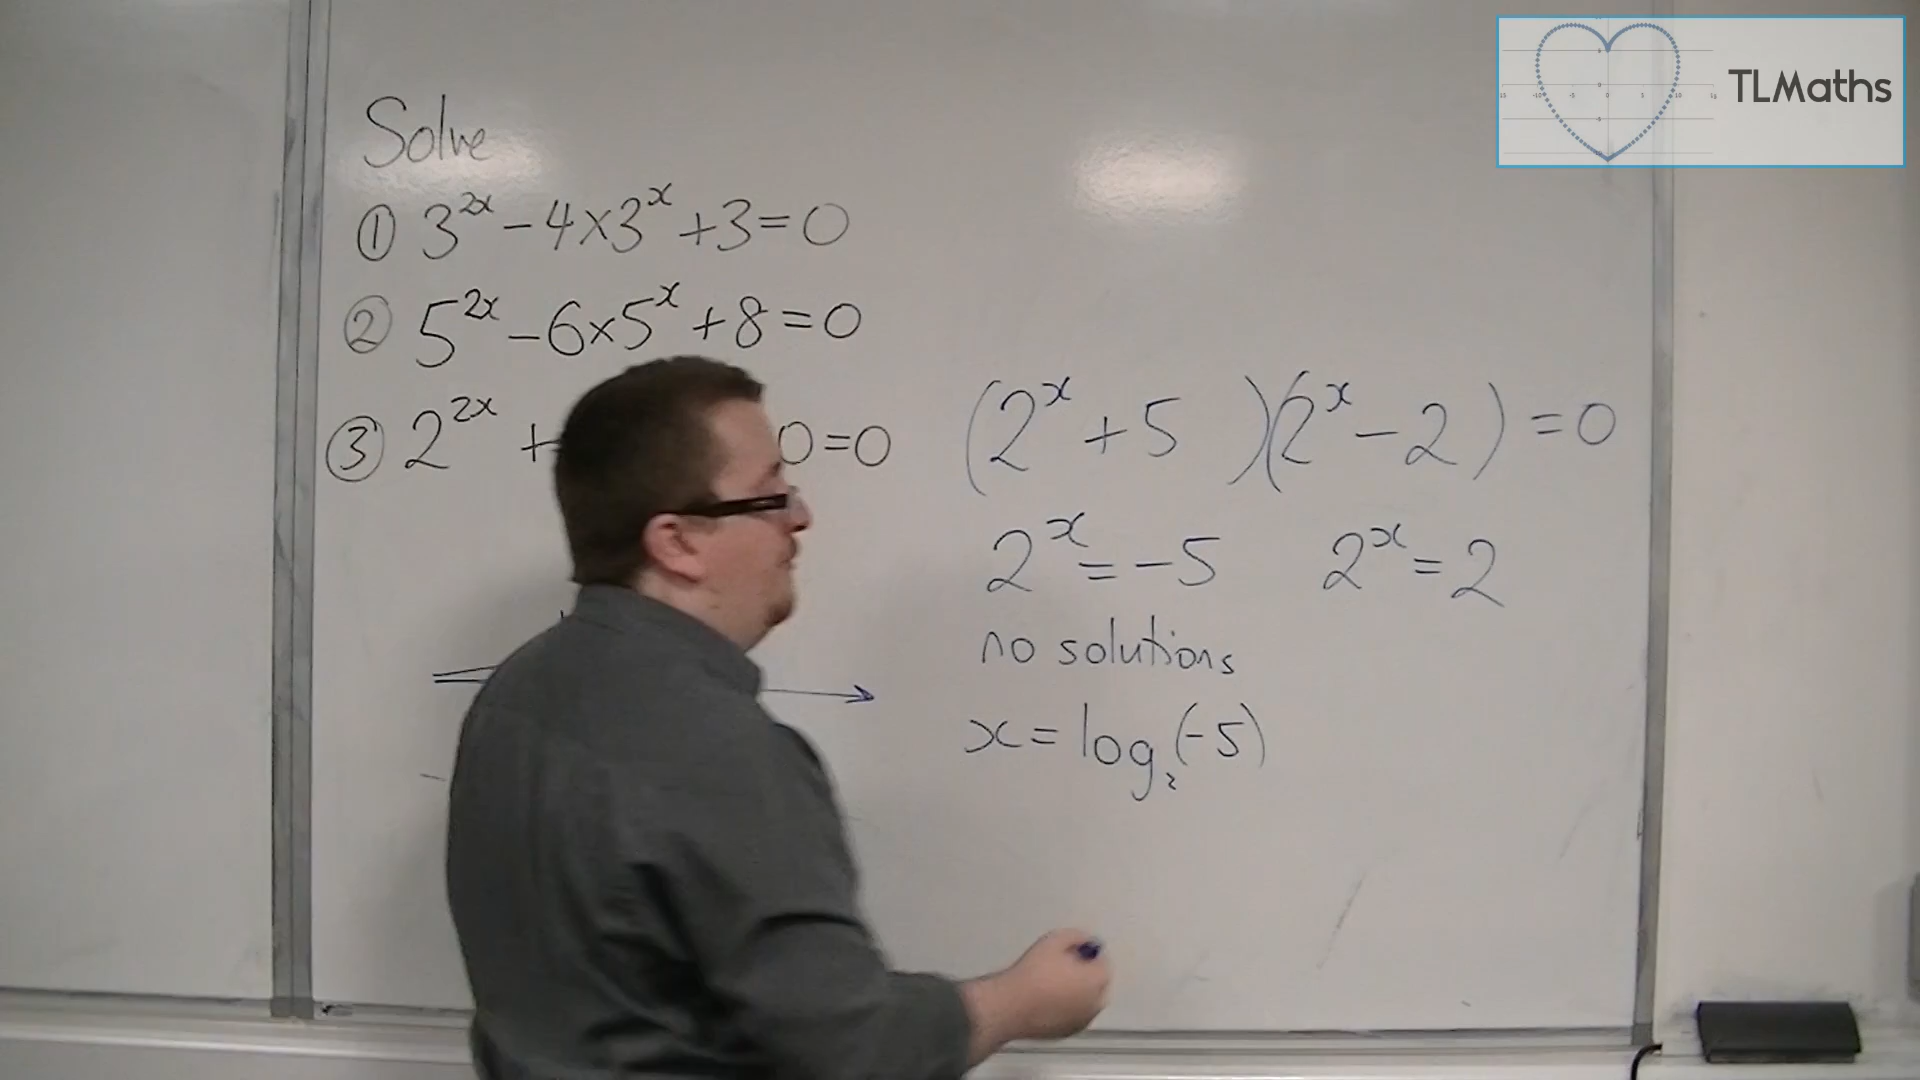 TLMaths
Solve
① 3^{2x} - 4×3^x + 3 = 0
② 5^{2x} - 6×5^x + 8 = 0
③ 2^{2x} + 0 = 0
(2^x + 5)(2^x - 2) = 0
2^x = -5 2^x = 2
no solutions
x = log_2(-5)